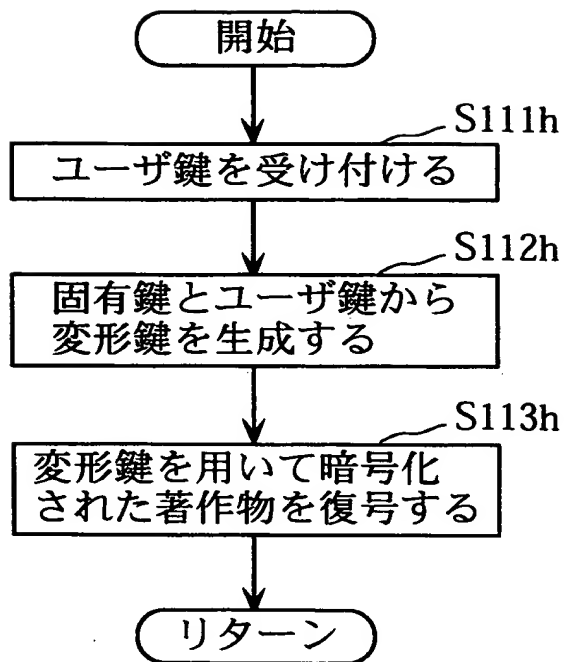 開始
S111h
ユーザ鍵を受け付ける
S112h
固有鍵とユーザ鍵から
変形鍵を生成する
S113h
変形鍵を用いて暗号化
された著作物を復号する
リターン